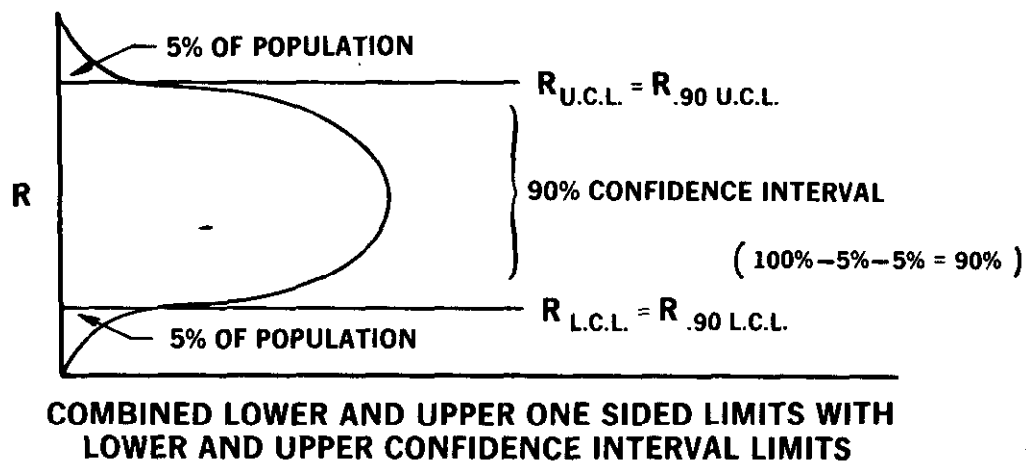 5% OF POPULATION
R U.C.L. = R .90 U.C.L.
R
90% CONFIDENCE INTERVAL
( 100%–5%–5% = 90% )
R L.C.L. = R .90 L.C.L.
5% OF POPULATION
COMBINED LOWER AND UPPER ONE SIDED LIMITS WITH
LOWER AND UPPER CONFIDENCE INTERVAL LIMITS